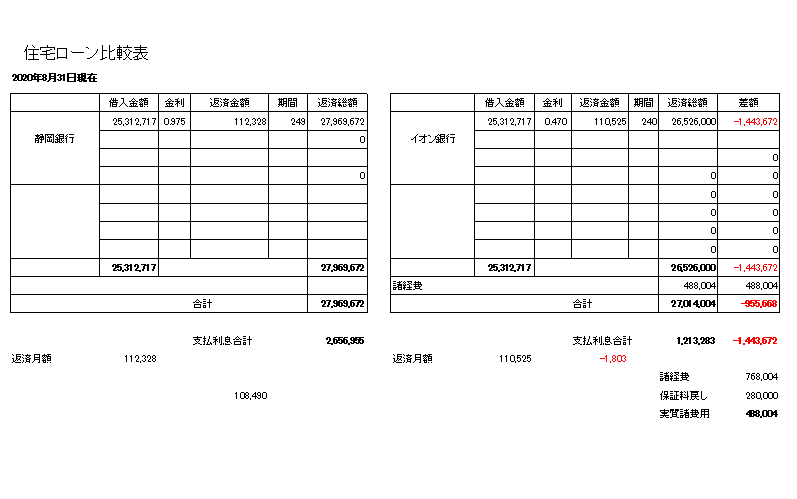 住宅ローン比較表
2020年8月31日現在
借入金額 金利 返済金額 期間 返済総額 借入金額 金利 返済金額 期間 返済総額 差額
25,312,717 0.975 112,328 249 27,969,672 25,312,717 0.470 110,525 240 26,526,000 -1,443,672
静岡銀行 0 イオン銀行
0
0 0 0
0 0
0 0
0 0
0 0
25,312,717 27,969,672 25,312,717 26,526,000 -1,443,672
諸経費 488,004 488,004
合計 27,969,672 合計 27,014,004 -955,668
支払利息合計 2,656,955 支払利息合計 1,213,283 -1,443,672
返済月額 112,328 返済月額 110,525 -1,803
諸経費 768,004
108,490 保証料戻し 280,000
実質諸費用 488,004